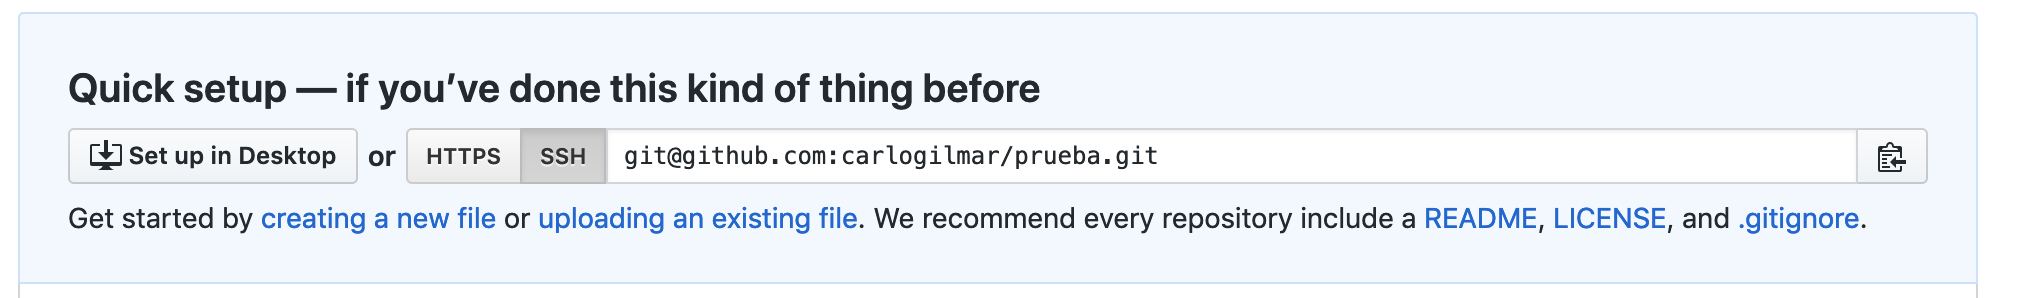 Quick setup — if you’ve done this kind of thing before
Set up in Desktop or HTTPS SSH git@github.com:carlogilmar/prueba.git
Get started by creating a new file or uploading an existing file. We recommend every repository include a README, LICENSE, and .gitignore.